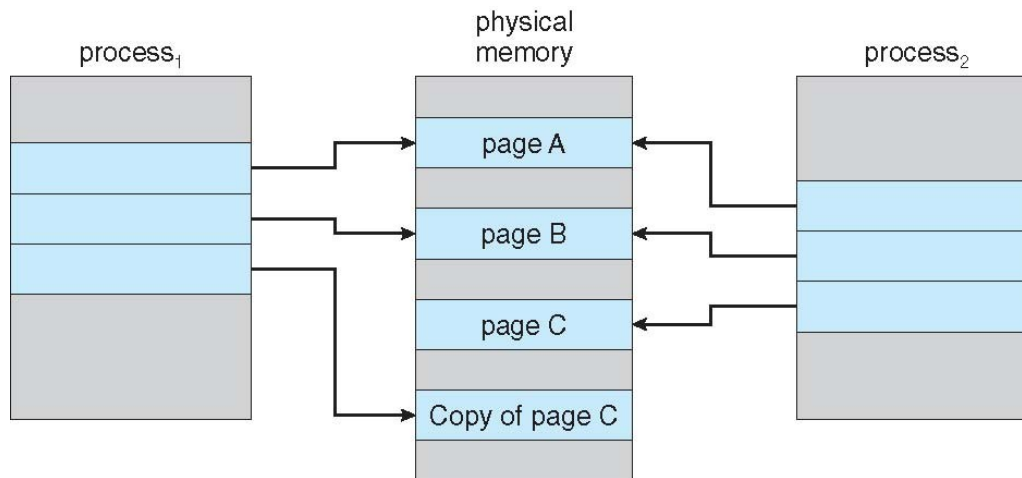 process₁
physical
memory
process₂
page A
page B
page C
Copy of page C